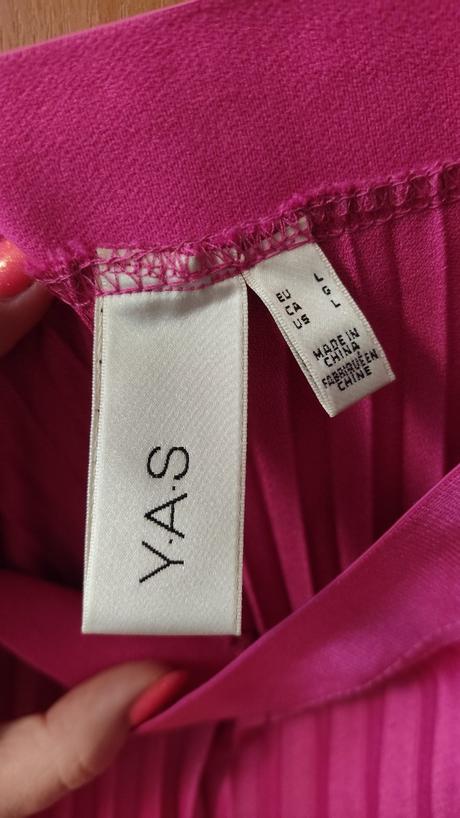 Y.A.S
EU L
CA G
US L
MADE IN
CHINA
FABRIQUÉ EN
CHINE